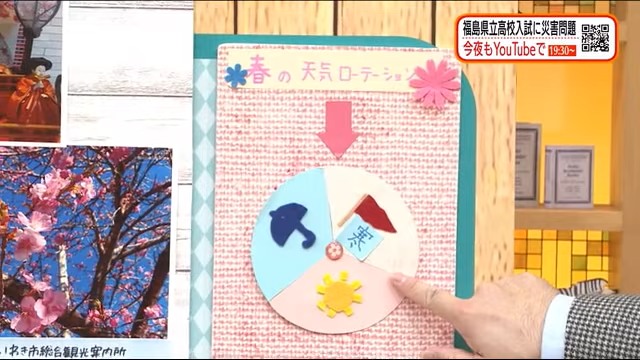 福島県立高校入試に災害問題
今夜もYouTubeで 19:30~
春の天気ローテーション
寒
いわき市総合観光案内所